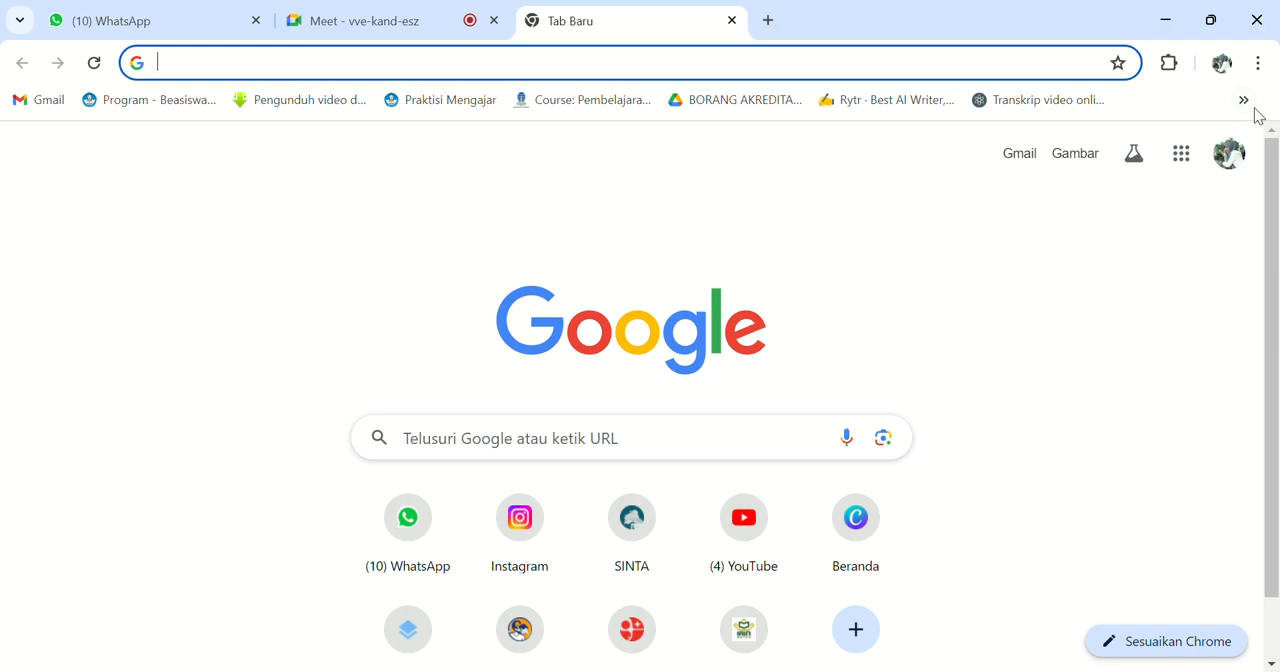 (10) WhatsApp
Meet - vve-kand-esz
Tab Baru
Gmail
Program - Beasiswa...
Pengunduh video d...
Praktisi Mengajar
Course: Pembelajara...
BORANG AKREDITA...
Rytr - Best AI Writer,...
Transkrip video onli...
Gmail Gambar
Google
Telusuri Google atau ketik URL
(10) WhatsApp
Instagram
SINTA
(4) YouTube
Beranda
Sesuaikan Chrome